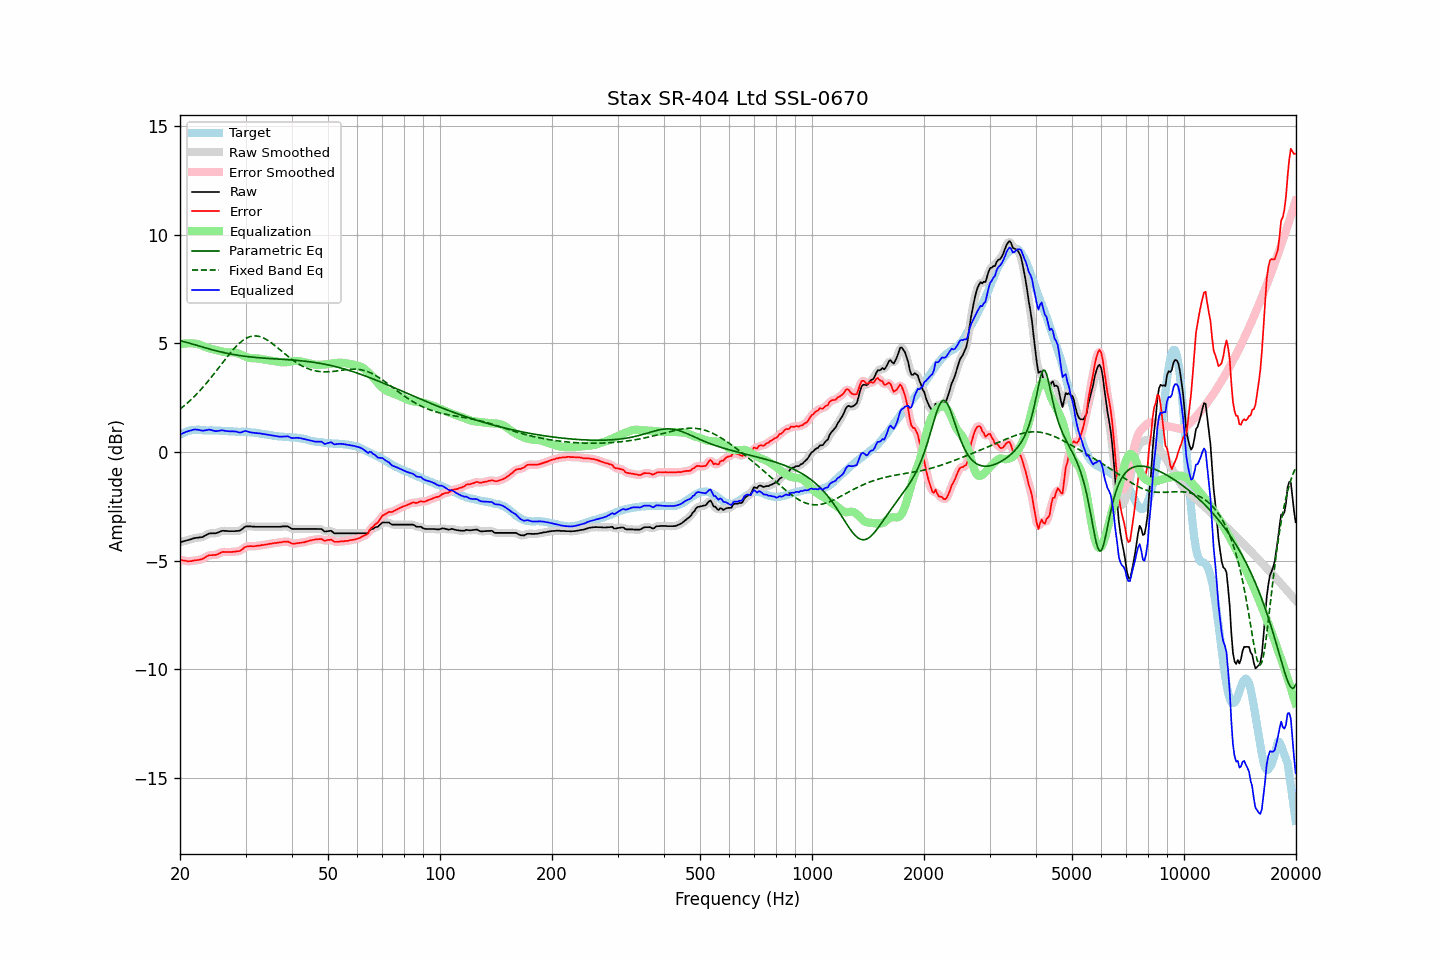 Stax SR-404 Ltd SSL-0670
Target
Raw Smoothed
Error Smoothed
Raw
Error
Equalization
Parametric Eq
Fixed Band Eq
Equalized
Amplitude (dBr)
15
10
5
0
−5
−10
−15
20 50 100 200 500 1000 2000 5000 10000 20000
Frequency (Hz)